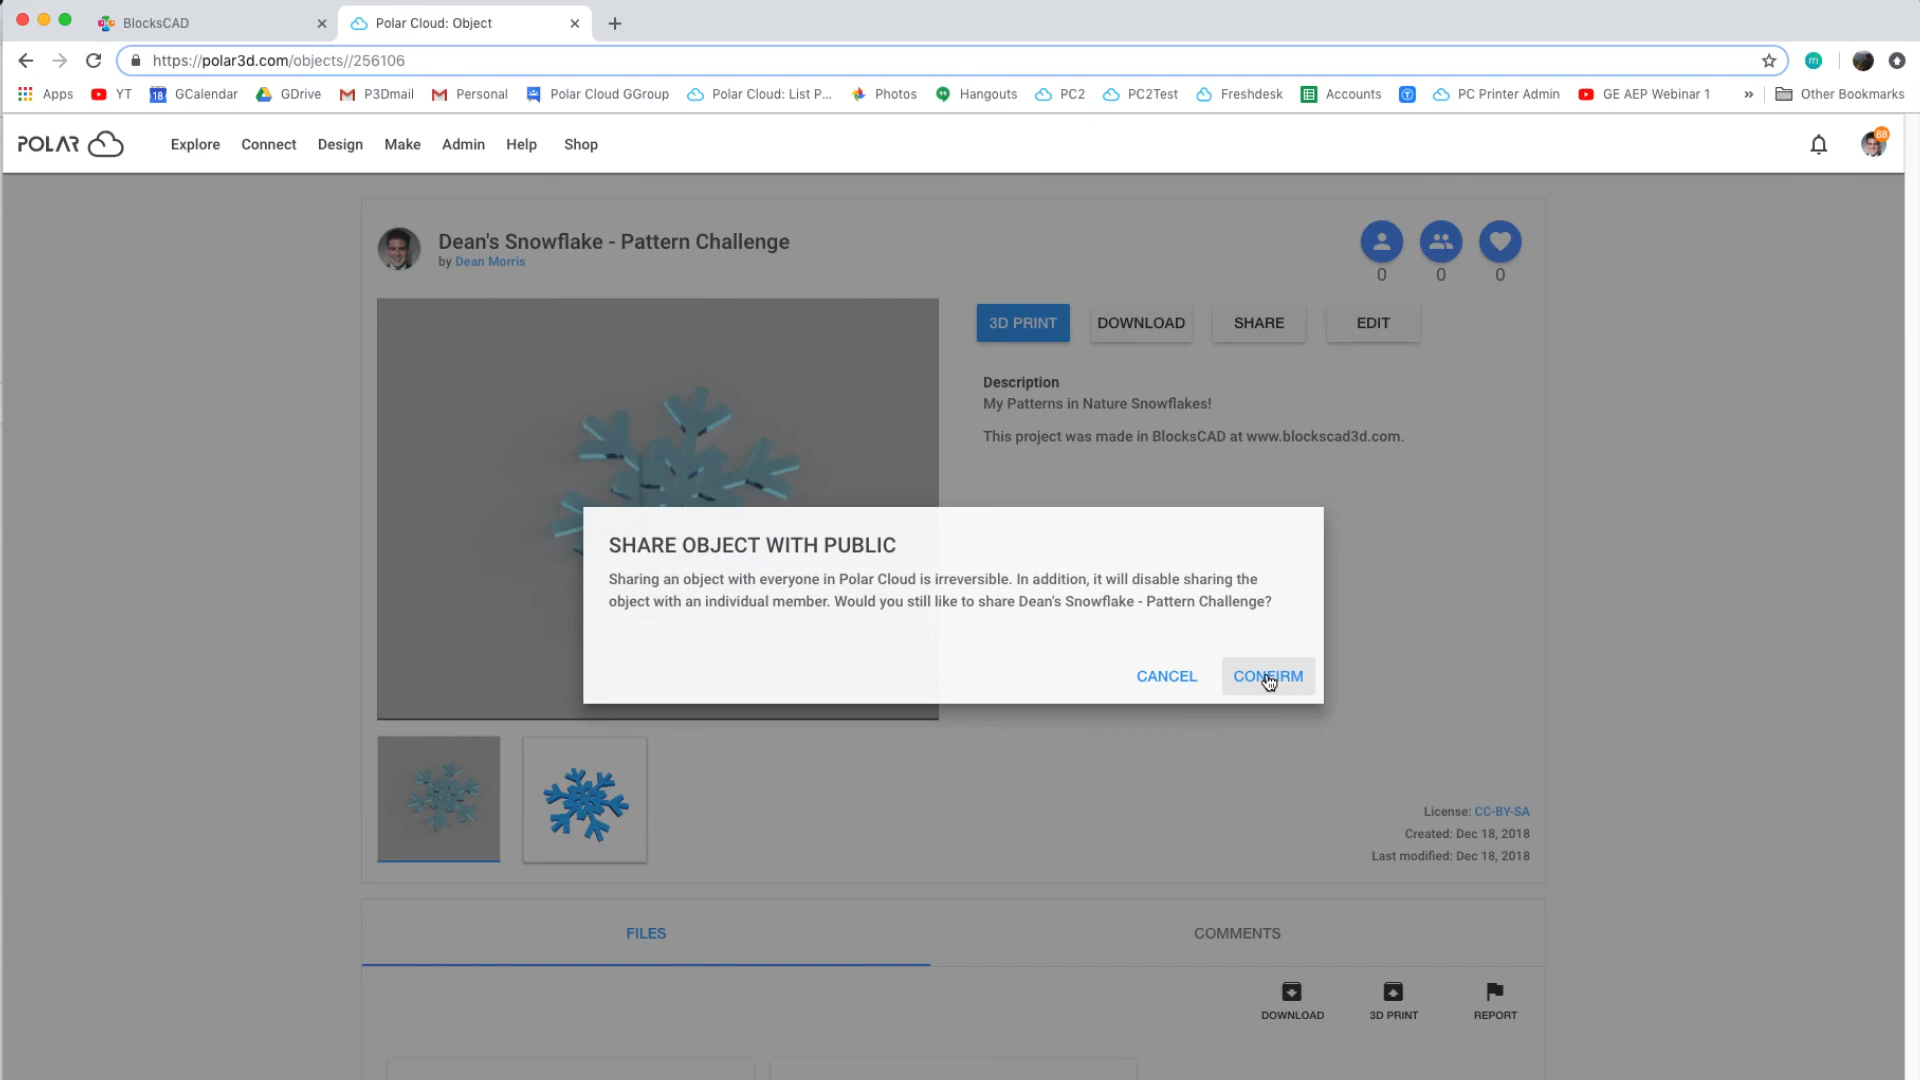 BlocksCAD
Polar Cloud: Object
https://polar3d.com/objects//256106
m
Apps
YT
18
GCalendar
GDrive
P3Dmail
Personal
Polar Cloud GGroup
Polar Cloud: List P...
Photos
Hangouts
PC2
PC2Test
Freshdesk
Accounts
PC Printer Admin
GE AEP Webinar 1
»
Other Bookmarks
POLAR
Explore
Connect
Design
Make
Admin
Help
Shop
88
Dean's Snowflake - Pattern Challenge
by Dean Morris
0
0
0
3D PRINT
DOWNLOAD
SHARE
EDIT
Description
My Patterns in Nature Snowflakes!
This project was made in BlocksCAD at www.blockscad3d.com.
SHARE OBJECT WITH PUBLIC
Sharing an object with everyone in Polar Cloud is irreversible. In addition, it will disable sharing the
object with an individual member. Would you still like to share Dean's Snowflake - Pattern Challenge?
CANCEL
CONFIRM
License: CC-BY-SA
Created: Dec 18, 2018
Last modified: Dec 18, 2018
FILES
COMMENTS
DOWNLOAD
3D PRINT
REPORT